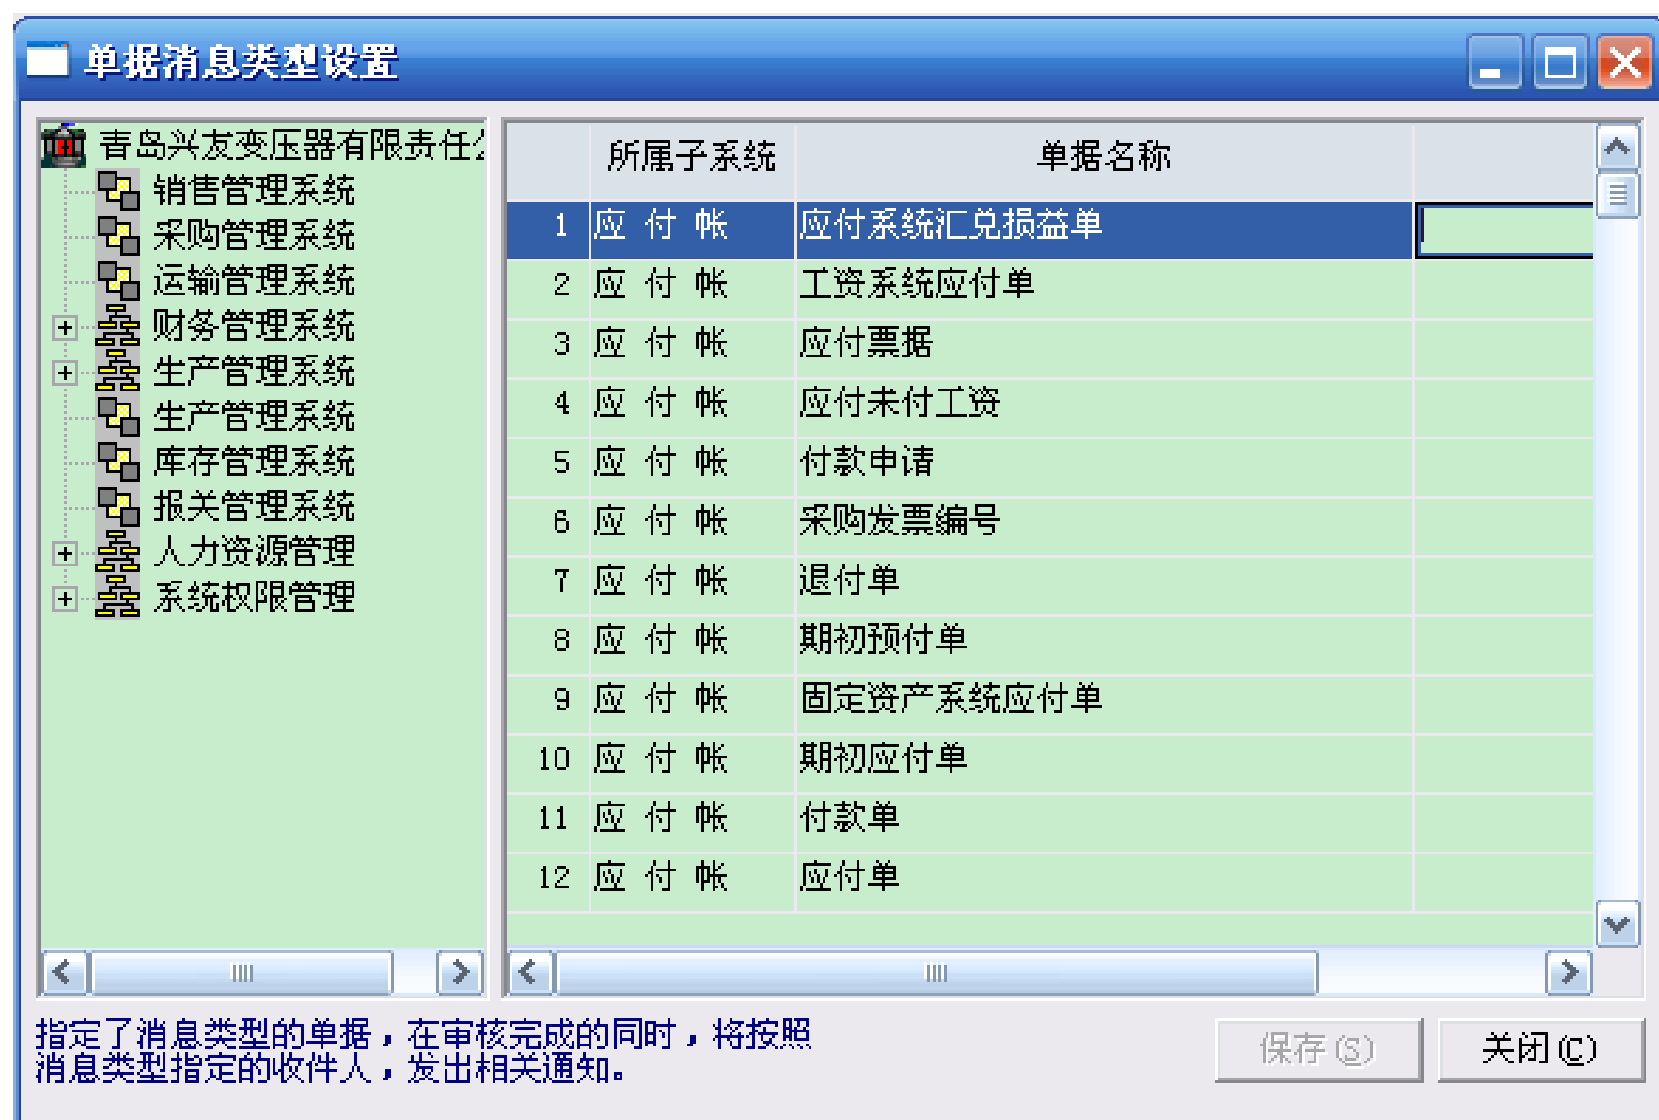 单据消息类型设置
青岛兴友变压器有限责任
销售管理系统
采购管理系统
运输管理系统
财务管理系统
生产管理系统
生产管理系统
库存管理系统
报关管理系统
人力资源管理
系统权限管理
所属子系统 单据名称
1 应 付 帐 应付系统汇兑损益单
2 应 付 帐 工资系统应付单
3 应 付 帐 应付票据
4 应 付 帐 应付未付工资
5 应 付 帐 付款申请
6 应 付 帐 采购发票编号
7 应 付 帐 退付单
8 应 付 帐 期初预付单
9 应 付 帐 固定资产系统应付单
10 应 付 帐 期初应付单
11 应 付 帐 付款单
12 应 付 帐 应付单
指定了消息类型的单据，在审核完成的同时，将按照
消息类型指定的收件人，发出相关通知。
保存(S) 关闭(C)